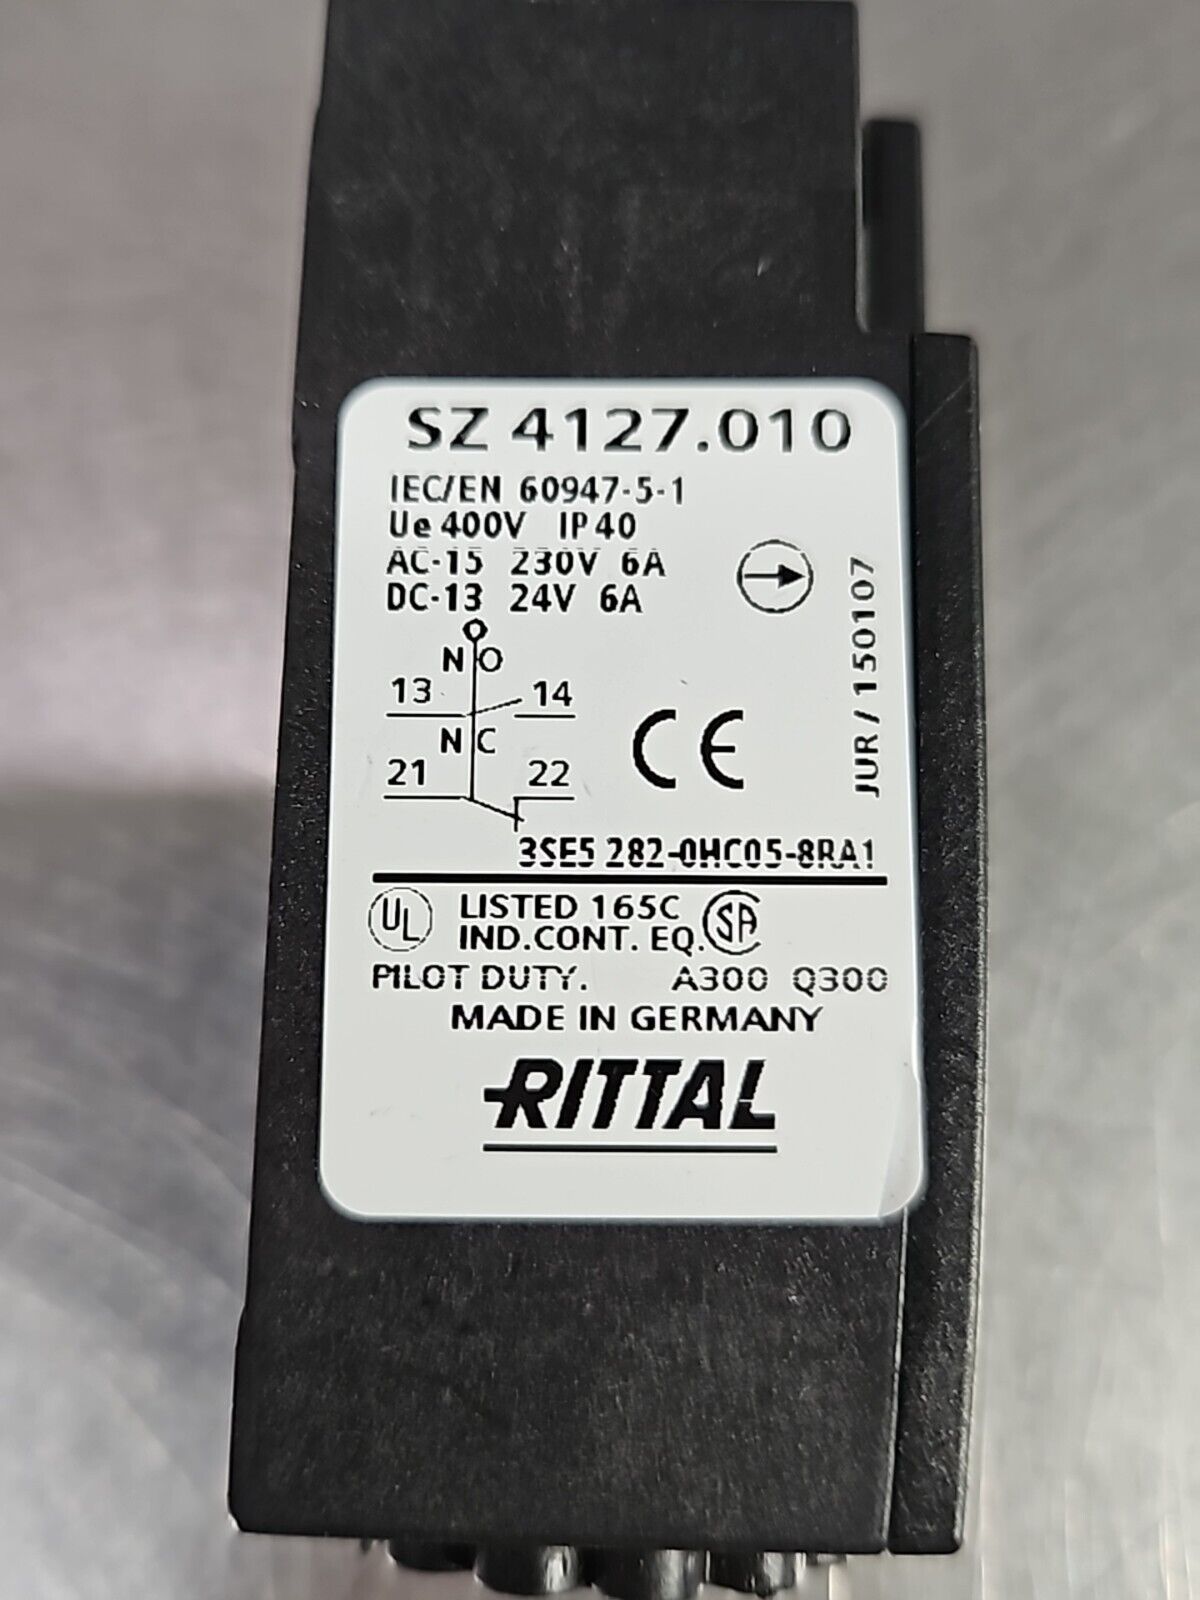 SZ 4127.010
IEC/EN 60947-5-1
Ue 400V IP40
AC-15 230V 6A
DC-13 24V 6A
JUR / 150107
NO
13 14
NC
21 22
CE
3SE5 282-0HC05-8RA1
UL LISTED 165C SA
IND.CONT. EQ.
PILOT DUTY. A300 Q300
MADE IN GERMANY
RITTAL